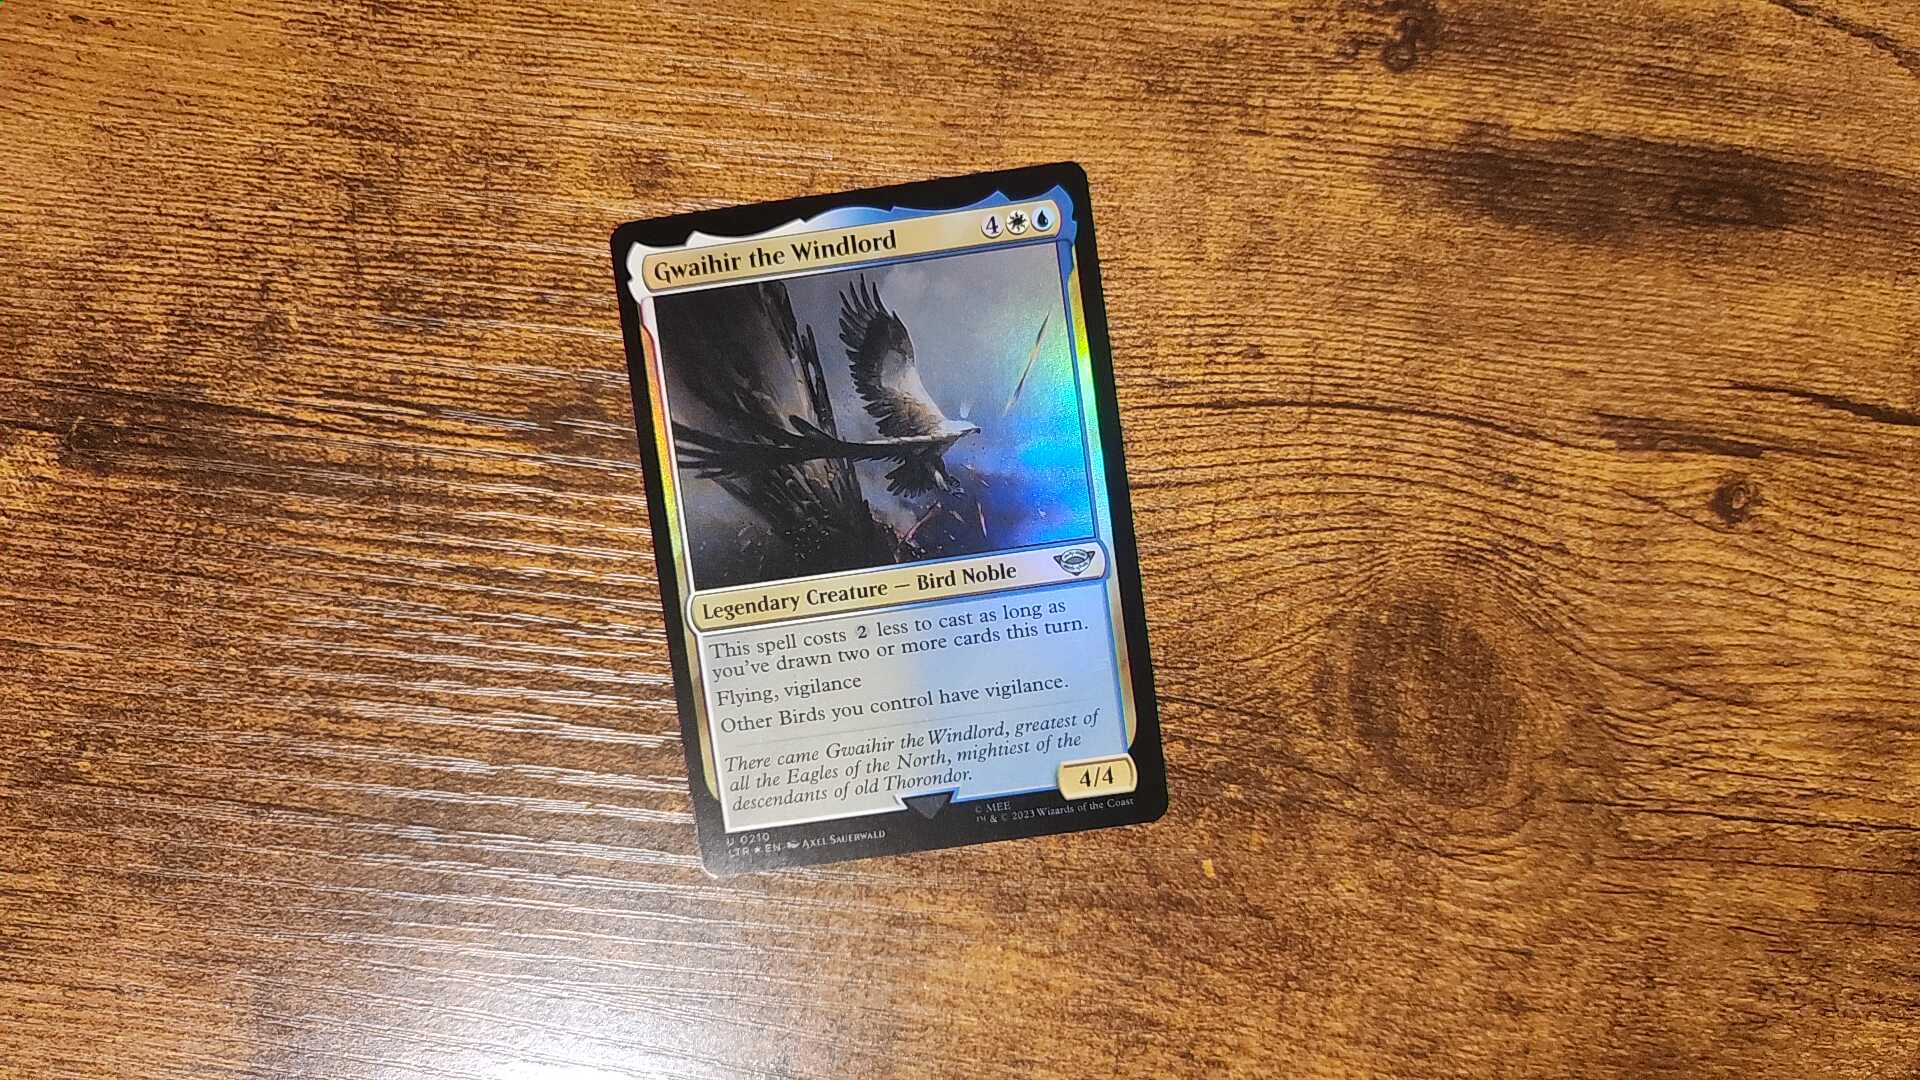 Gwaihir the Windlord 4
Legendary Creature — Bird Noble
This spell costs 2 less to cast as long as
you've drawn two or more cards this turn.
Flying, vigilance
Other Birds you control have vigilance.
There came Gwaihir the Windlord, greatest of
all the Eagles of the North, mightiest of the
descendants of old Thorondor.
4/4
U 0210
LTR ★ EN Axel Sauerwald
© MEE
™ & © 2023 Wizards of the Coast